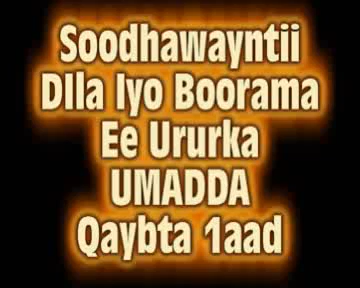 Soodhawayntii
DIla Iyo Boorama
Ee Ururka
UMADDA
Qaybta 1aad